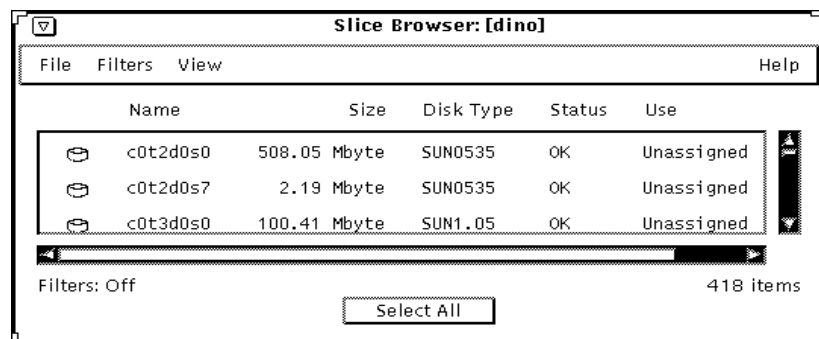 Slice Browser: [dino]
File Filters View Help
Name Size Disk Type Status Use
c0t2d0s0 508.05 Mbyte SUN0535 OK Unassigned
c0t2d0s7 2.19 Mbyte SUN0535 OK Unassigned
c0t3d0s0 100.41 Mbyte SUN1.05 OK Unassigned
Filters: Off 418 items
Select All